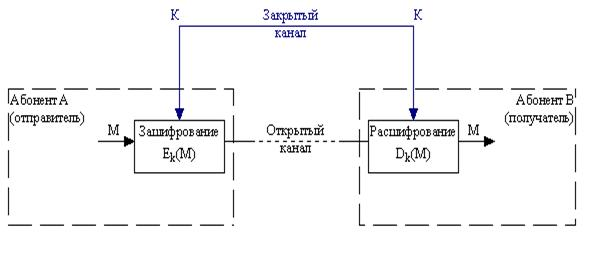 К Закрытый К
канал
Абонент А
(отправитель)
Абонент В
(получатель)
М Зашифрование
Ek(M)
Открытый
канал
Расшифрование М
Dk(M)